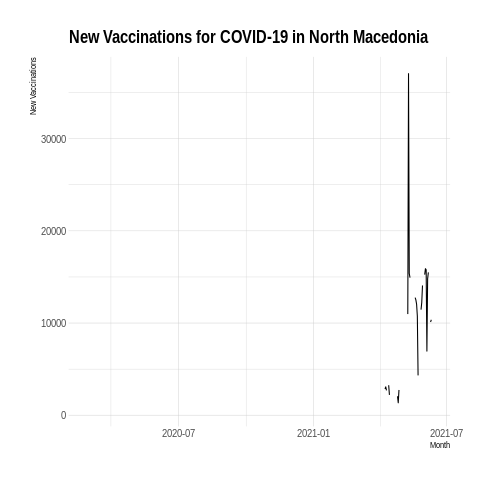 New Vaccinations for COVID-19 in North Macedonia
New Vaccinations
30000
20000
10000
0
2020-07 2021-01 2021-07
Month